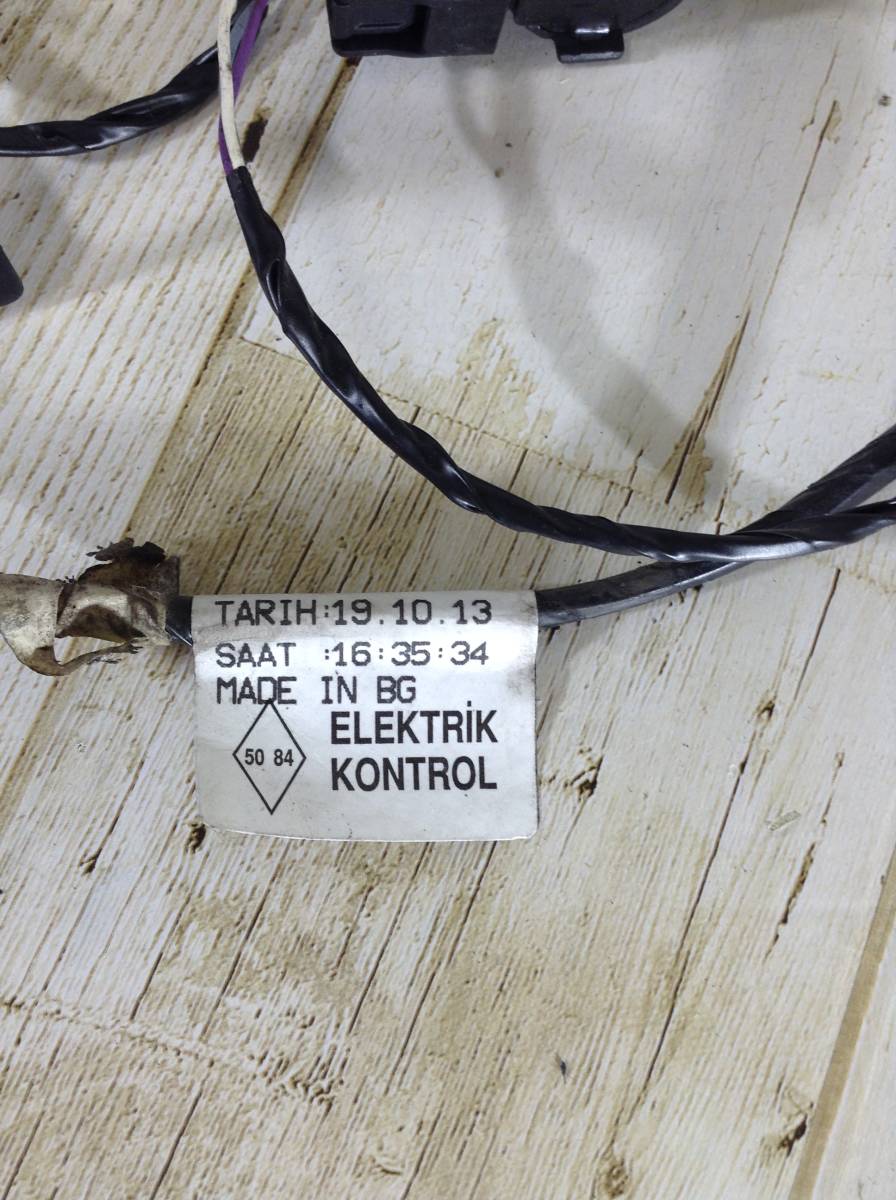 TARIH:19.10.13
SAAT :16:35:34
MADE IN BG
50 84
ELEKTRİK
KONTROL